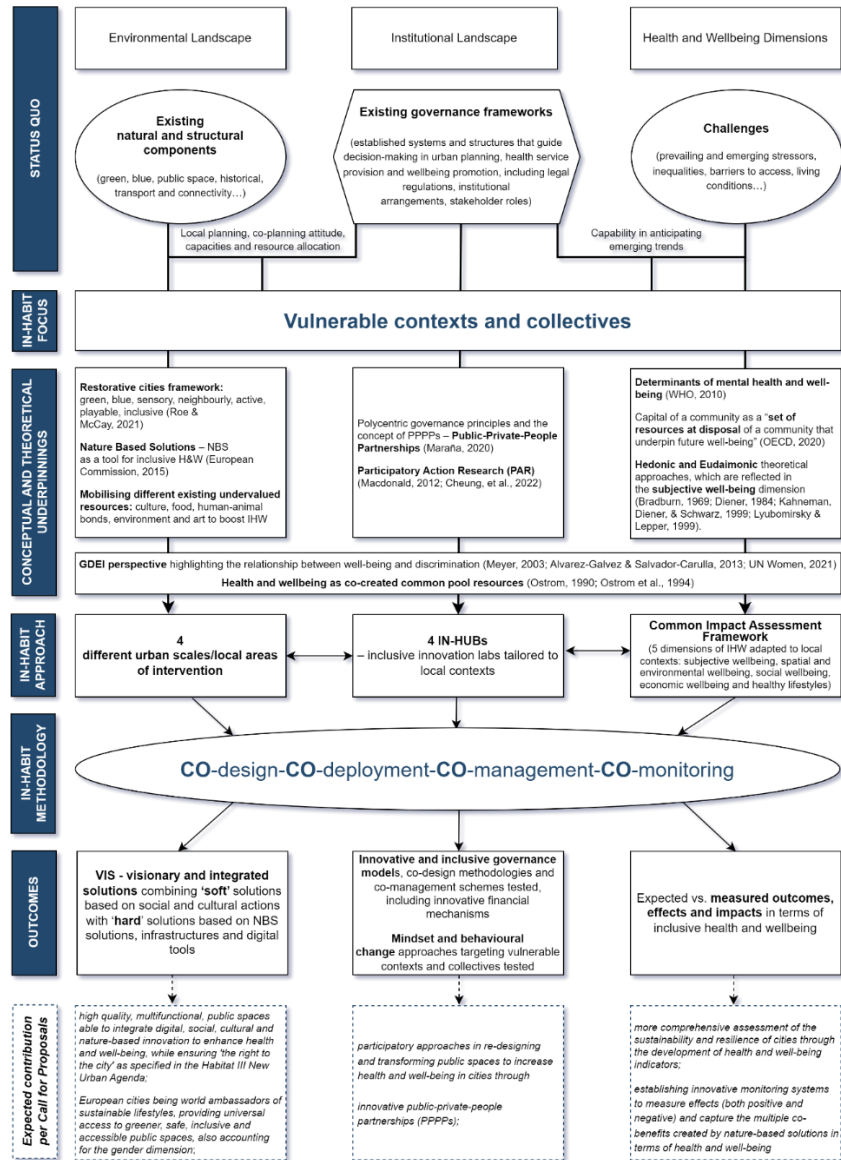 Environmental Landscape
Institutional Landscape
Health and Wellbeing Dimensions
STATUS QUO
Existing
natural and structural
components
(green, blue, public space, historical,
transport and connectivity…)
Existing governance frameworks
(established systems and structures that guide
decision-making in urban planning, health service
provision and wellbeing promotion, including legal
regulations, institutional
arrangements, stakeholder roles)
Challenges
(prevailing and emerging stressors,
inequalities, barriers to access, living
conditions…)
Local planning, co-planning attitude,
capacities and resource allocation
Capability in anticipating
emerging trends
IN-HABIT
FOCUS
Vulnerable contexts and collectives
CONCEPTUAL AND THEORETICAL
UNDERPINNINGS
Restorative cities framework:
green, blue, sensory, neighbourly, active,
playable, inclusive (Roe &
McCay, 2021)
Nature Based Solutions – NBS
as a tool for inclusive H&W (European
Commission, 2015)
Mobilising different existing undervalued
resources: culture, food, human-animal
bonds, environment and art to boost IHW
Polycentric governance principles and the
concept of PPPPs – Public-Private-People
Partnerships (Maraña, 2020)
Participatory Action Research (PAR)
(Macdonald, 2012; Cheung, et al., 2022)
Determinants of mental health and well-
being (WHO, 2010)
Capital of a community as a “set of
resources at disposal of a community that
underpin future well-being” (OECD, 2020)
Hedonic and Eudaimonic theoretical
approaches, which are reflected in
the subjective well-being dimension
(Bradburn, 1969; Diener, 1984; Kahneman,
Diener, & Schwarz, 1999; Lyubomirsky &
Lepper, 1999).
GDEI perspective highlighting the relationship between well-being and discrimination (Meyer, 2003; Alvarez-Galvez & Salvador-Carulla, 2013; UN Women, 2021)
Health and wellbeing as co-created common pool resources (Ostrom, 1990; Ostrom et al., 1994)
IN-HABIT
APPROACH
4
different urban scales/local areas
of intervention
4 IN-HUBs
– inclusive innovation labs tailored to
local contexts
Common Impact Assessment
Framework
(5 dimensions of IHW adapted to local
contexts: subjective wellbeing, spatial and
environmental wellbeing, social wellbeing,
economic wellbeing and healthy lifestyles)
IN-HABIT
METHODOLOGY
CO-design-CO-deployment-CO-management-CO-monitoring
OUTCOMES
VIS - visionary and integrated
solutions combining ‘soft’ solutions
based on social and cultural actions
with ‘hard’ solutions based on NBS
solutions, infrastructures and digital
tools
Innovative and inclusive governance
models, co-design methodologies and
co-management schemes tested,
including innovative financial
mechanisms
Mindset and behavioural
change approaches targeting vulnerable
contexts and collectives tested
Expected vs. measured outcomes,
effects and impacts in terms of
inclusive health and wellbeing
Expected contribution
per Call for Proposals
high quality, multifunctional, public spaces
able to integrate digital, social, cultural and
nature-based innovation to enhance health
and well-being, while ensuring 'the right to
the city' as specified in the Habitat III New
Urban Agenda;
European cities being world ambassadors of
sustainable lifestyles, providing universal
access to greener, safe, inclusive and
accessible public spaces, also accounting
for the gender dimension;
participatory approaches in re-designing
and transforming public spaces to increase
health and well-being in cities through
innovative public-private-people
partnerships (PPPPs);
more comprehensive assessment of the
sustainability and resilience of cities through
the development of health and well-being
indicators;
establishing innovative monitoring systems
to measure effects (both positive and
negative) and capture the multiple co-
benefits created by nature-based solutions in
terms of health and well-being